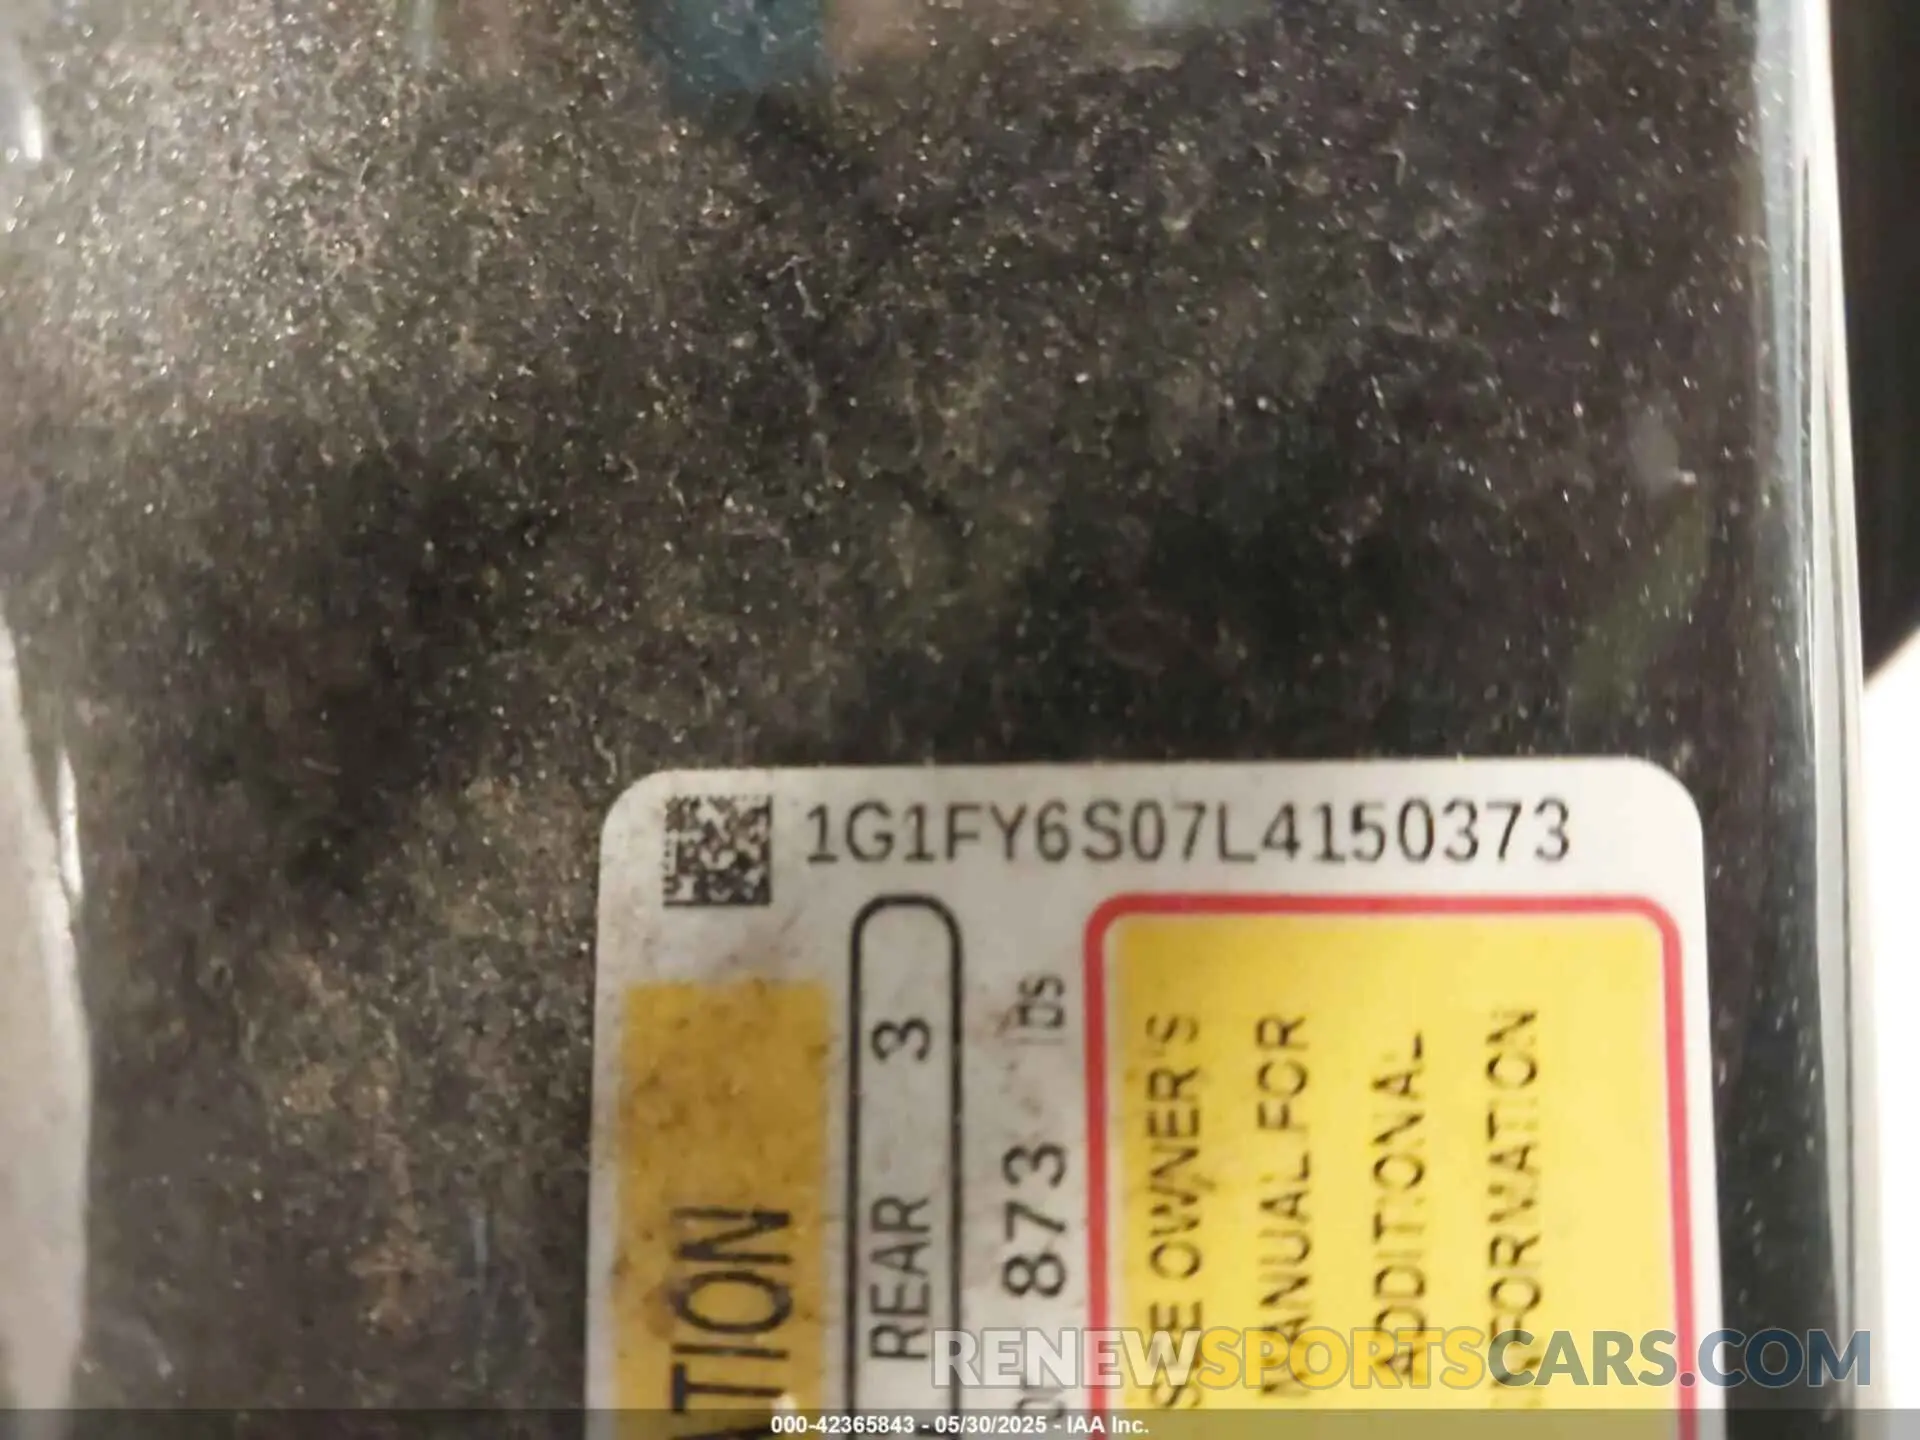 1G1FY6S07L4150373
ATION
REAR 3
873 lbs
SEE OWNER'S
MANUAL FOR
ADDITIONAL
INFORMATION
RENEWSPORTSCARS.COM
000-42365843 - 05/30/2025 - IAA Inc.